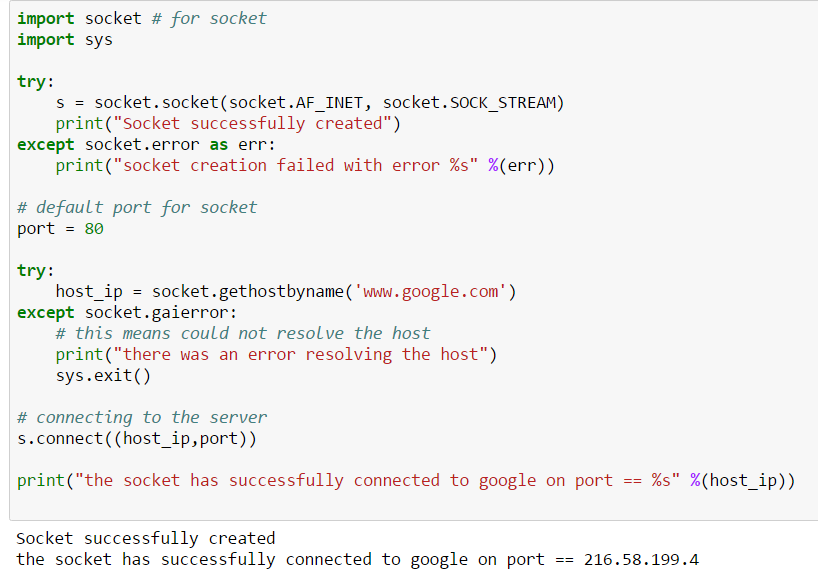 import socket # for socket
import sys
try:
    s = socket.socket(socket.AF_INET, socket.SOCK_STREAM)
    print("Socket successfully created")
except socket.error as err:
    print("socket creation failed with error %s" %(err))
# default port for socket
port = 80
try:
    host_ip = socket.gethostbyname('www.google.com')
except socket.gaierror:
    # this means could not resolve the host
    print("there was an error resolving the host")
    sys.exit()
# connecting to the server
s.connect((host_ip,port))
print("the socket has successfully connected to google on port == %s" %(host_ip))
Socket successfully created
the socket has successfully connected to google on port == 216.58.199.4